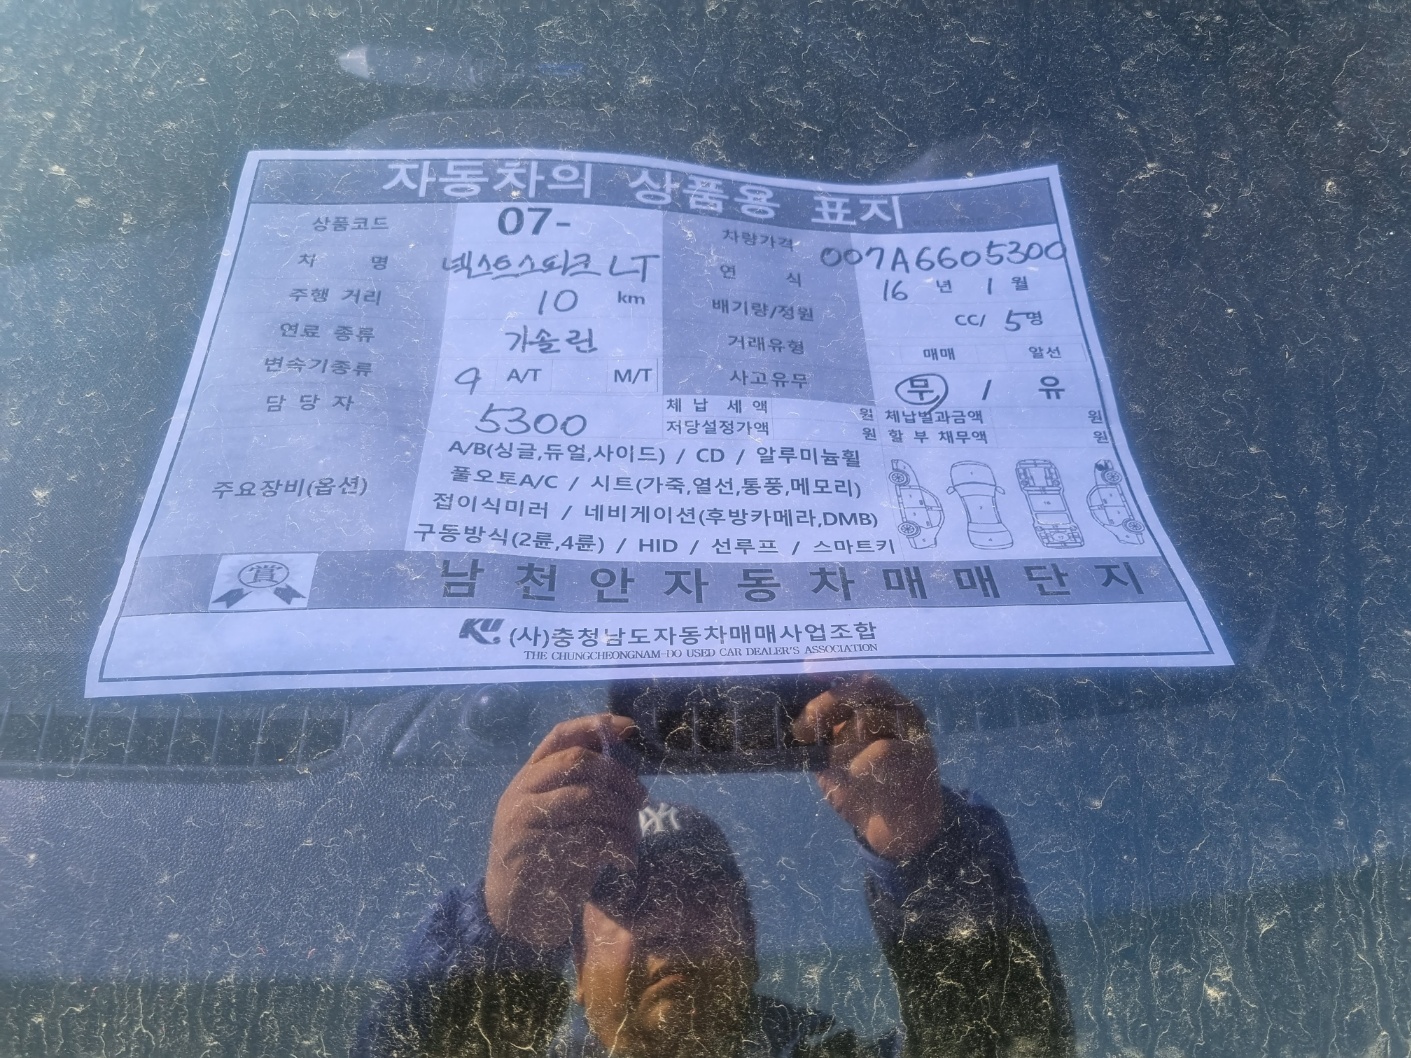 자동차의 상품용 표지
상품코드 07- 차량가격 007A6605300
차 명 넥스트스파크 LT 연 식 16 년 1 월
주행 거리 10 km 배기량/정원 CC/ 5명
연료 종류 가솔린 거래유형 매매 알선
변속기종류 A/T M/T 사고유무 무 / 유
담 당 자 5300 체 납 세 액 원 체납벌과금액 원
저당설정가액 원 할 부 채무액 원
주요장비(옵션) A/B(싱글,듀얼,사이드) / CD / 알루미늄휠
풀오토A/C / 시트(가죽,열선,통풍,메모리)
접이식미러 / 네비게이션(후방카메라,DMB)
구동방식(2륜,4륜) / HID / 선루프 / 스마트키
賞 남천안자동차매매단지
KU (사)충청남도자동차매매사업조합
THE CHUNGCHEONGNAM-DO USED CAR DEALER'S ASSOCIATION